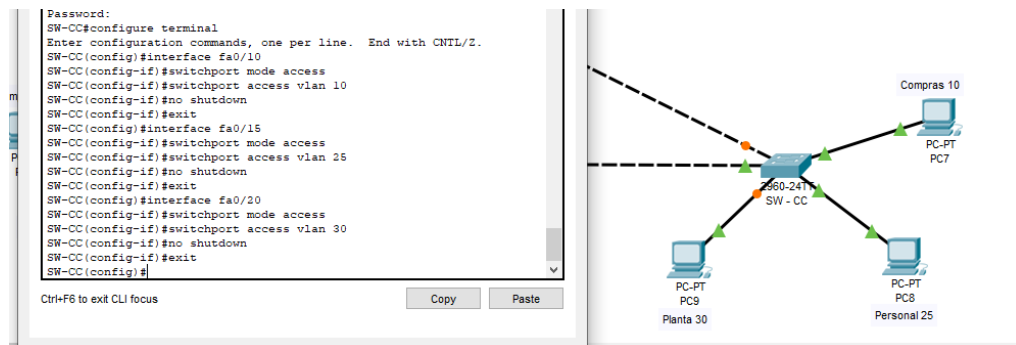 Password:
SW-CC#configure terminal
Enter configuration commands, one per line.  End with CNTL/Z.
SW-CC(config)#interface fa0/10
SW-CC(config-if)#switchport mode access
SW-CC(config-if)#switchport access vlan 10
SW-CC(config-if)#no shutdown
SW-CC(config-if)#exit
SW-CC(config)#interface fa0/15
SW-CC(config-if)#switchport mode access
SW-CC(config-if)#switchport access vlan 25
SW-CC(config-if)#no shutdown
SW-CC(config-if)#exit
SW-CC(config)#interface fa0/20
SW-CC(config-if)#switchport mode access
SW-CC(config-if)#switchport access vlan 30
SW-CC(config-if)#no shutdown
SW-CC(config-if)#exit
SW-CC(config)#
Ctrl+F6 to exit CLI focus
Copy
Paste
Compras 10
PC-PT
PC7
2960-24TT
SW - CC
PC-PT
PC9
Planta 30
PC-PT
PC8
Personal 25